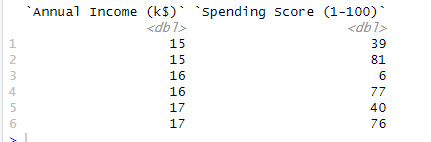 `Annual Income (k$)` `Spending Score (1-100)`
<dbl> <dbl>
1 15 39
2 15 81
3 16 6
4 16 77
5 17 40
6 17 76
>